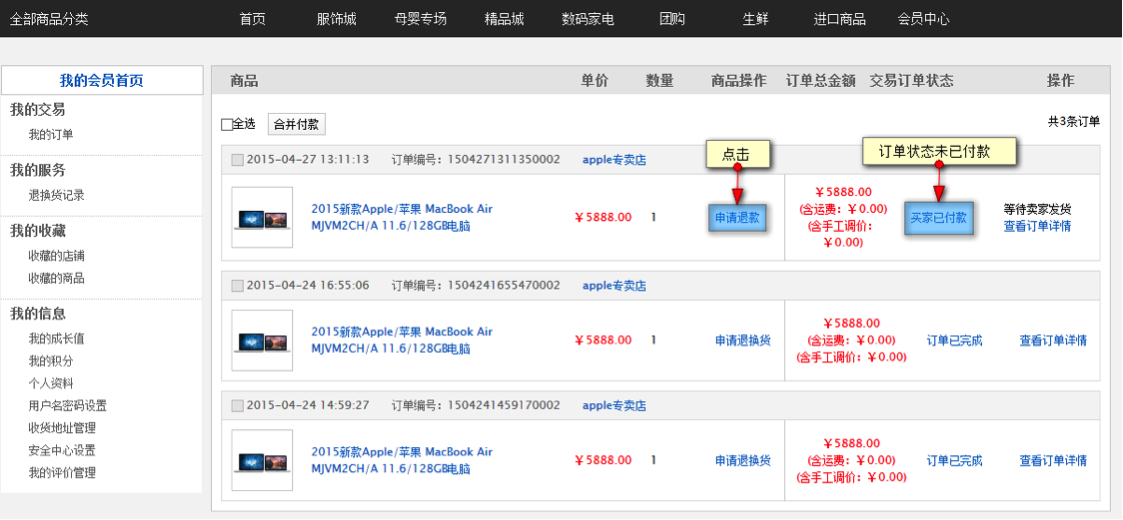 全部商品分类 首页 服饰城 母婴专场 精品城 数码家电 团购 生鲜 进口商品 会员中心
我的会员首页
我的交易
我的订单
我的服务
退换货记录
我的收藏
收藏的店铺
收藏的商品
我的信息
我的成长值
我的积分
个人资料
用户名密码设置
收货地址管理
安全中心设置
我的评价管理
商品 单价 数量 商品操作 订单总金额 交易订单状态 操作
全选 合并付款 共3条订单
2015-04-27 13:11:13 订单编号：1504271311350002 apple专卖店
点击
订单状态未已付款
2015新款Apple/苹果 MacBook Air
MJVM2CH/A 11.6/128GB电脑
￥5888.00 1 申请退款
￥5888.00
(含运费：￥0.00)
(含手工调价：
￥0.00)
买家已付款
等待卖家发货
查看订单详情
2015-04-24 16:55:06 订单编号：1504241655470002 apple专卖店
2015新款Apple/苹果 MacBook Air
MJVM2CH/A 11.6/128GB电脑
￥5888.00 1 申请退换货
￥5888.00
(含运费：￥0.00)
(含手工调价：￥0.00)
订单已完成 查看订单详情
2015-04-24 14:59:27 订单编号：1504241459170002 apple专卖店
2015新款Apple/苹果 MacBook Air
MJVM2CH/A 11.6/128GB电脑
￥5888.00 1 申请退换货
￥5888.00
(含运费：￥0.00)
(含手工调价：￥0.00)
订单已完成 查看订单详情